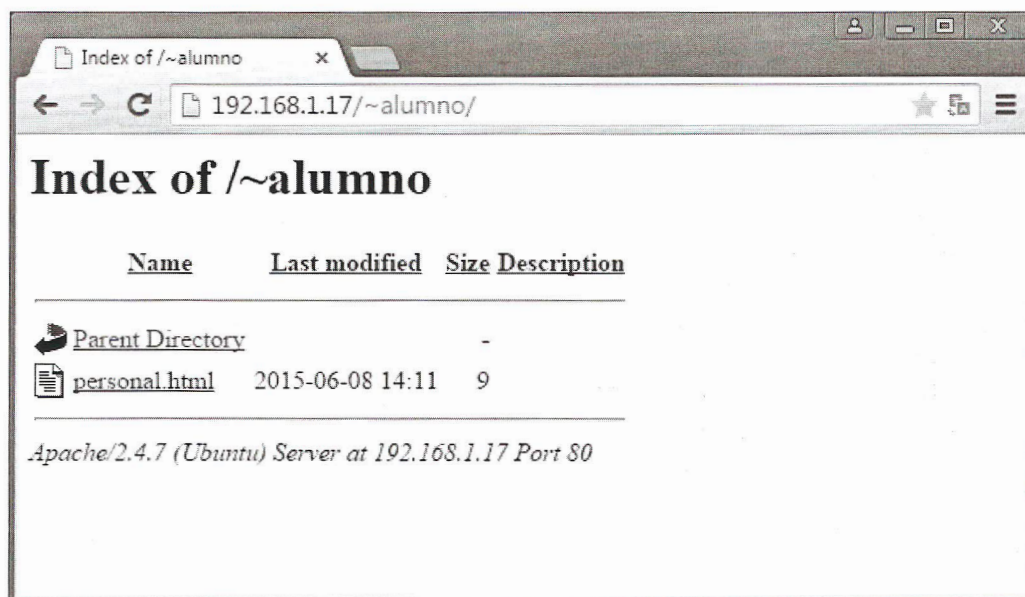 Index of /~alumno
192.168.1.17/~alumno/
Index of /~alumno
Name Last modified Size Description
Parent Directory -
personal.html 2015-06-08 14:11 9
Apache/2.4.7 (Ubuntu) Server at 192.168.1.17 Port 80